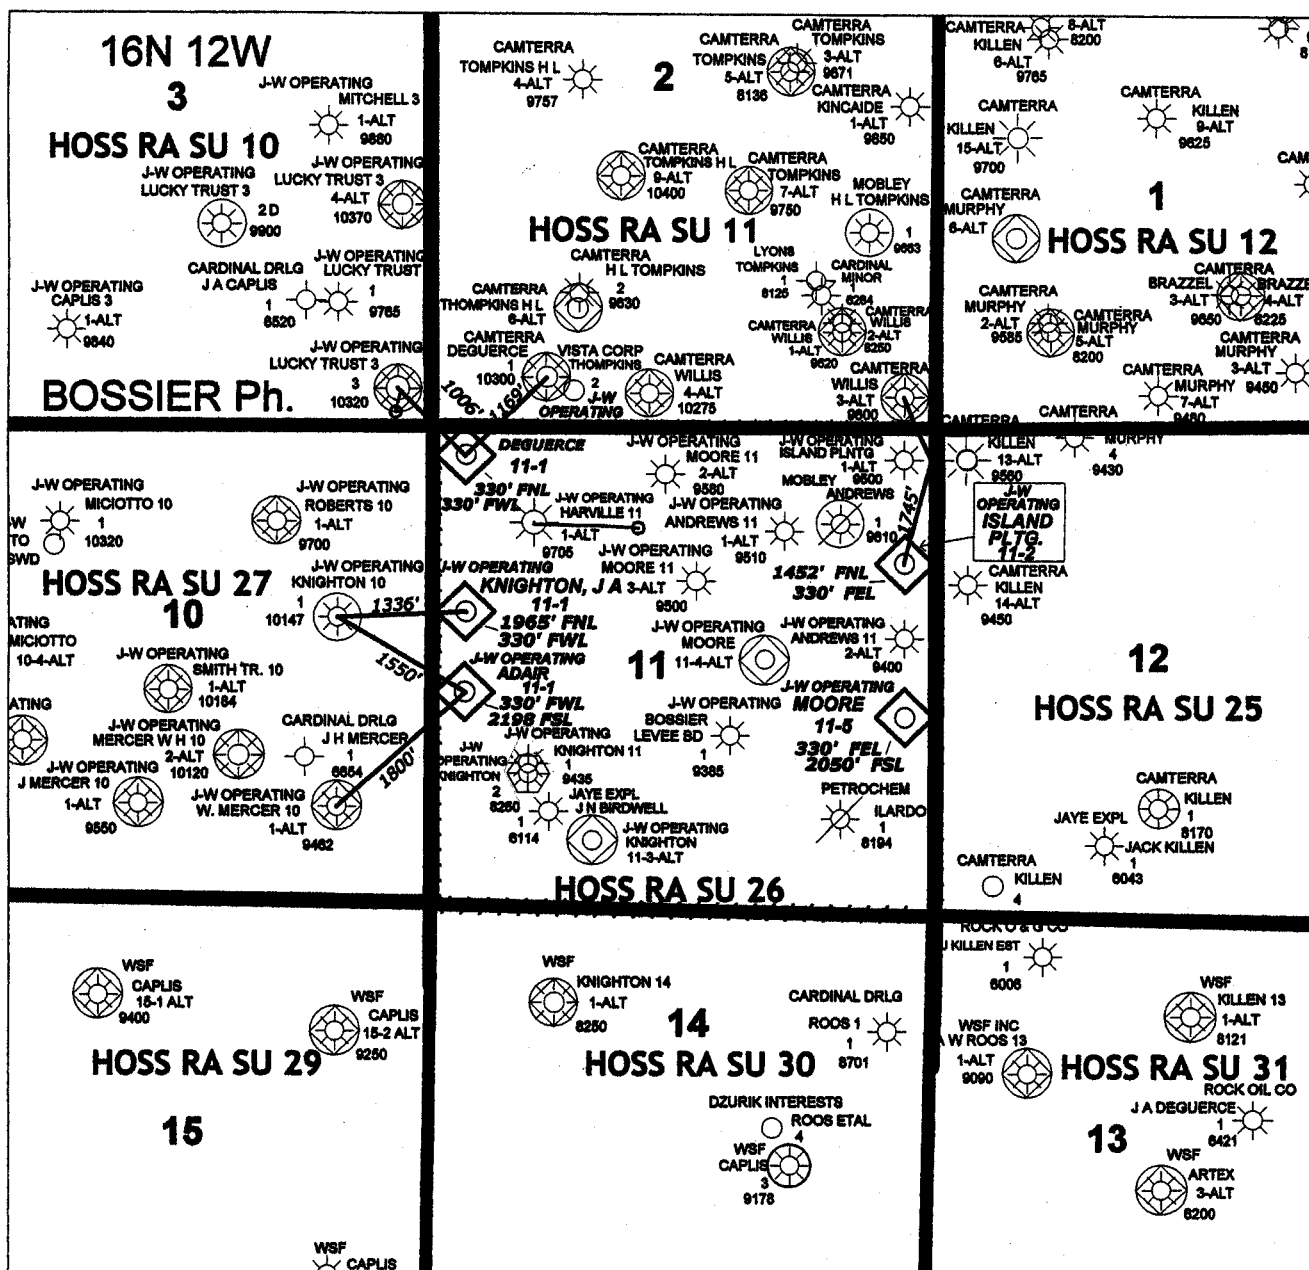 16N 12W
3
J-W OPERATING
MITCHELL 3
1-ALT
9880
HOSS RA SU 10
J-W OPERATING
LUCKY TRUST 3
2 D
9900
J-W OPERATING
LUCKY TRUST 3
4-ALT
10370
CARDINAL DRLG
J A CAPLIS
1
6520
J-W OPERATING
LUCKY TRUST
1
9765
J-W OPERATING
CAPLIS 3
1-ALT
9840
J-W OPERATING
LUCKY TRUST 3
3
10320
BOSSIER Ph.
CAMTERRA
TOMPKINS H L
4-ALT
9757
2
CAMTERRA
TOMPKINS
5-ALT
8136
CAMTERRA
TOMPKINS
3-ALT
9671
CAMTERRA
KINCAIDE
1-ALT
9850
CAMTERRA
TOMPKINS H L
9-ALT
10400
CAMTERRA
TOMPKINS
7-ALT
9750
MOBLEY
H L TOMPKINS
1
9663
HOSS RA SU 11
CAMTERRA
H L TOMPKINS
2
9630
LYONS
TOMPKINS
1
6125
CARDINAL
MINOR
1
6284
CAMTERRA
THOMPKINS H L
6-ALT
CAMTERRA
WILLIS
1-ALT
9620
CAMTERRA
WILLIS
2-ALT
8250
CAMTERRA
DEGUERCE
1
10300
VISTA CORP
THOMPKINS
2
J-W
OPERATING
CAMTERRA
WILLIS
4-ALT
10275
CAMTERRA
WILLIS
3-ALT
9600
1006'
1169'
8-ALT
8200
CAMTERRA
KILLEN
6-ALT
9765
CAMTERRA
KILLEN
15-ALT
9700
CAMTERRA
KILLEN
9-ALT
9625
CAM
CAMTERRA
MURPHY
6-ALT
1
HOSS RA SU 12
CAMTERRA
BRAZZEL
3-ALT
9650
BRAZZE
4-ALT
8225
CAMTERRA
MURPHY
2-ALT
9585
CAMTERRA
MURPHY
5-ALT
8200
CAMTERRA
MURPHY
3-ALT
9450
CAMTERRA
MURPHY
7-ALT
9450
J-W OPERATING
MICIOTTO 10
1
10320
-W
TO
SWD
J-W OPERATING
ROBERTS 10
1-ALT
9700
HOSS RA SU 27
10
J-W OPERATING
KNIGHTON 10
1
10147
1336'
1550'
ATING
MICIOTTO
10-4-ALT
J-W OPERATING
SMITH TR. 10
1-ALT
10184
ATING
J-W OPERATING
MERCER W H 10
2-ALT
10120
CARDINAL DRLG
J H MERCER
1
6654
1800'
J-W OPERATING
J MERCER 10
1-ALT
9550
J-W OPERATING
W. MERCER 10
1-ALT
9462
DEGUERCE
11-1
330' FNL
330' FWL
J-W OPERATING
HARVILLE 11
1-ALT
9705
J-W OPERATING
MOORE 11
2-ALT
9580
J-W OPERATING
ISLAND PLNTG
1-ALT
9500
MOBLEY
ANDREWS
1
9610
J-W OPERATING
ANDREWS 11
1-ALT
9510
1745'
J-W OPERATING
MOORE 11
3-ALT
9500
J-W OPERATING
KNIGHTON, J A
11-1
1965' FNL
330' FWL
1452' FNL
330' FEL
J-W OPERATING
MOORE
11-4-ALT
J-W OPERATING
ANDREWS 11
2-ALT
9400
J-W OPERATING
ADAIR
11-1
330' FWL
2198 FSL
11
J-W OPERATING
MOORE
11-5
330' FEL/
2050' FSL
J-W OPERATING
BOSSIER
LEVEE BD
1
9385
J-W OPERATING
KNIGHTON 11
1
9435
J-W
OPERATING
KNIGHTON
2
8250
JAYE EXPL
J N BIRDWELL
1
6114
J-W OPERATING
KNIGHTON
11-3-ALT
PETROCHEM
ILARDO
1
8194
HOSS RA SU 26
CAMTERRA
KILLEN
13-ALT
9560
CAMTERRA
MURPHY
4
9430
J-W
OPERATING
ISLAND
PLTG.
11-2
CAMTERRA
KILLEN
14-ALT
9450
12
HOSS RA SU 25
CAMTERRA
KILLEN
1
8170
JAYE EXPL
JACK KILLEN
1
6043
CAMTERRA
KILLEN
4
WSF
CAPLIS
15-1 ALT
9400
WSF
CAPLIS
15-2 ALT
9250
HOSS RA SU 29
15
WSF
CAPLIS
WSF
KNIGHTON 14
1-ALT
8250
14
CARDINAL DRLG
ROOS 1
1
8701
HOSS RA SU 30
DZURIK INTERESTS
ROOS ETAL
4
WSF
CAPLIS
3
9178
ROCK O & G CO
J KILLEN EST
1
6006
WSF
KILLEN 13
1-ALT
8121
WSF INC
A W ROOS 13
1-ALT
9090
HOSS RA SU 31
ROCK OIL CO
J A DEGUERCE
1
6421
13
WSF
ARTEX
3-ALT
8200